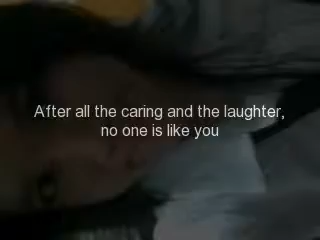 After all the caring and the laughter,
no one is like you